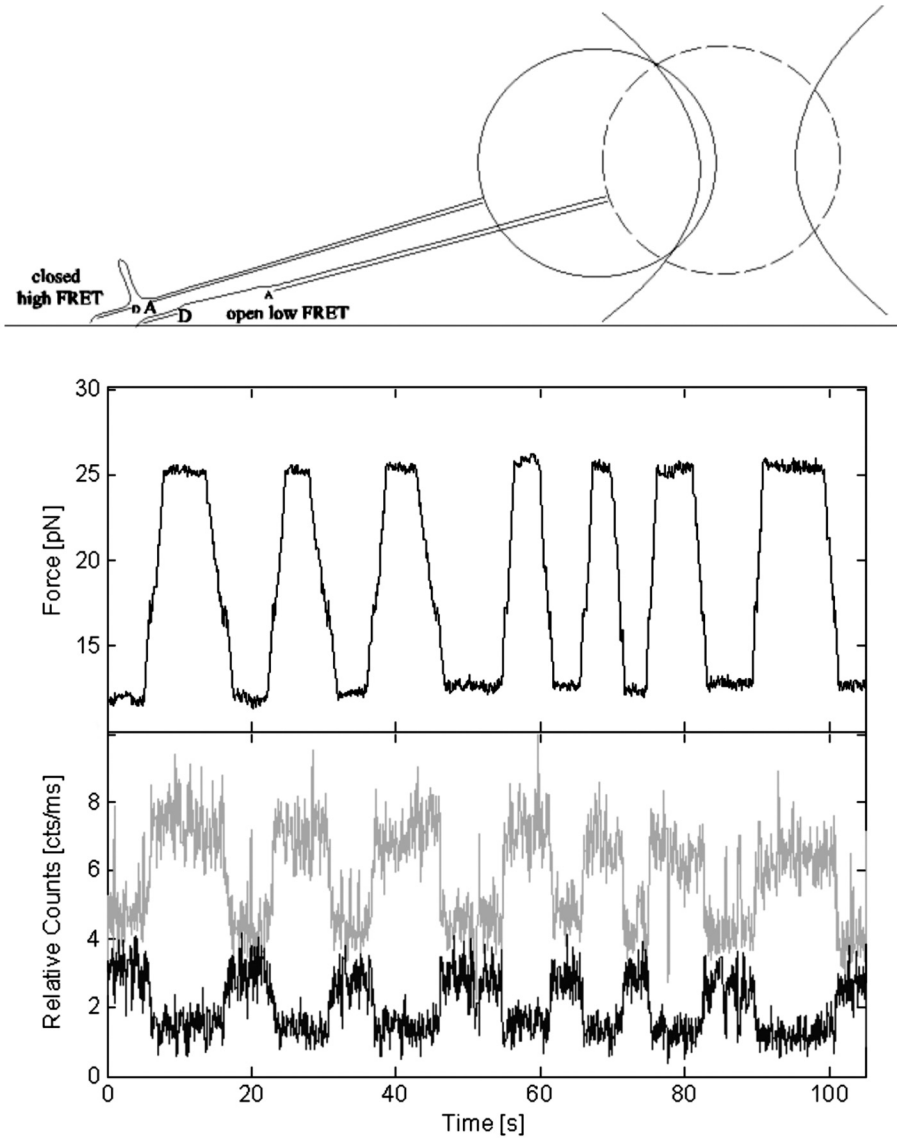 closed
high FRET
D A
D
A
open low FRET
30
25
20
15
Force [pN]
8
6
4
2
0
Relative Counts [cts/ms]
0 20 40 60 80 100
Time [s]